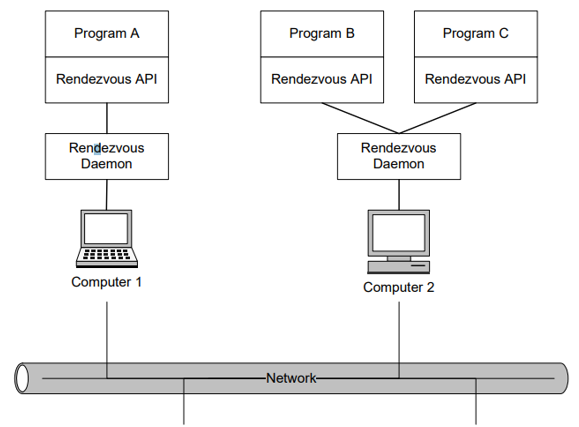 Program A
Program B
Program C
Rendezvous API
Rendezvous API
Rendezvous API
Rendezvous
Daemon
Rendezvous
Daemon
Computer 1
Computer 2
Network